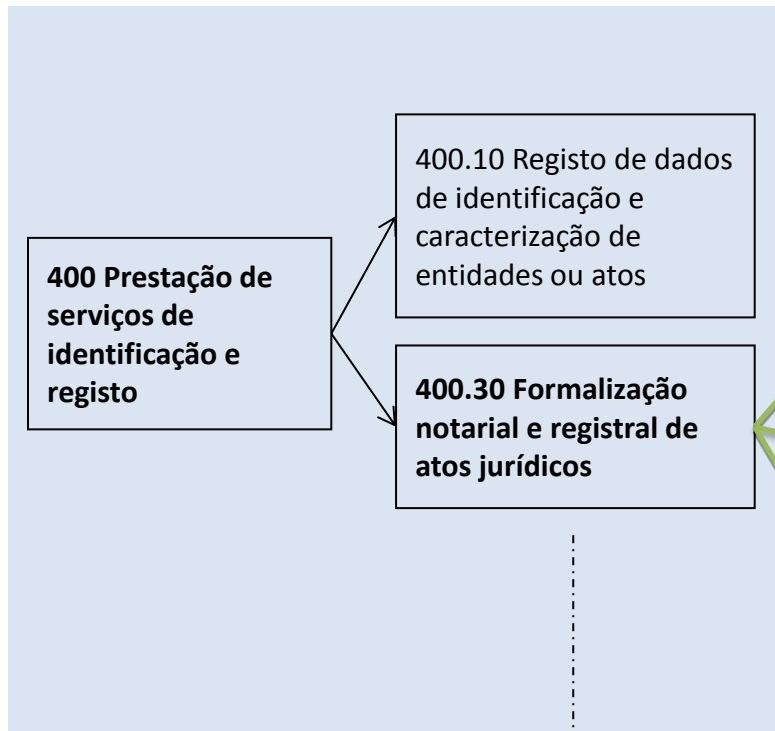 400.10 Registo de dados
de identificação e
caracterização de
entidades ou atos
400 Prestação de
serviços de
identificação e
registo
400.30 Formalização
notarial e registral de
atos jurídicos